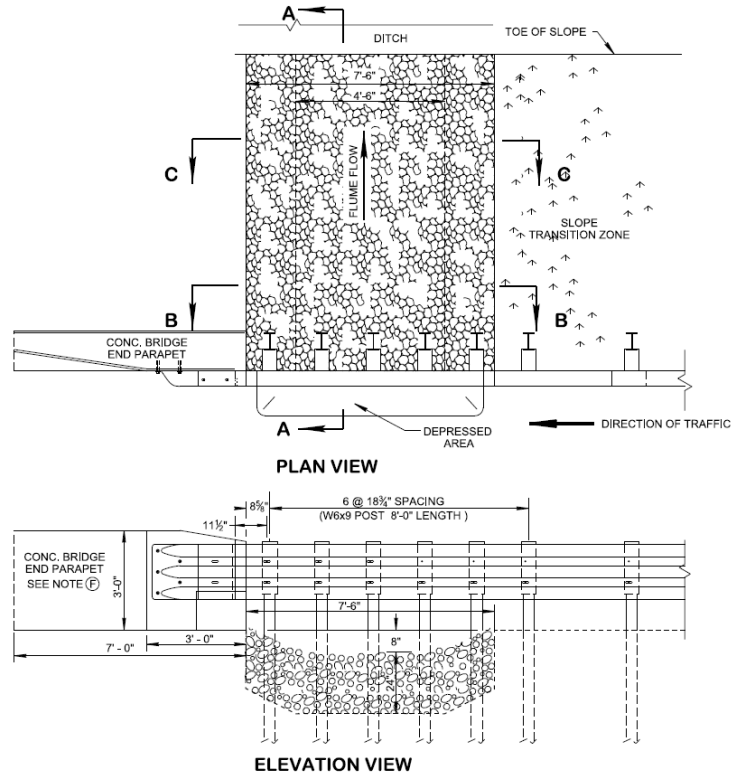 A
DITCH
TOE OF SLOPE
7'-6"
4'-6"
C
C
FLUME FLOW
SLOPE
TRANSITION ZONE
B
B
CONC. BRIDGE
END PARAPET
A
DEPRESSED
AREA
DIRECTION OF TRAFFIC
PLAN VIEW
8⅝"
6 @ 18¾" SPACING
(W6x9 POST 8'-0" LENGTH )
11½"
CONC. BRIDGE
END PARAPET
SEE NOTE Ⓕ
3'-0"
7'-6"
3' - 0"
7' - 0"
8"
24"
ELEVATION VIEW